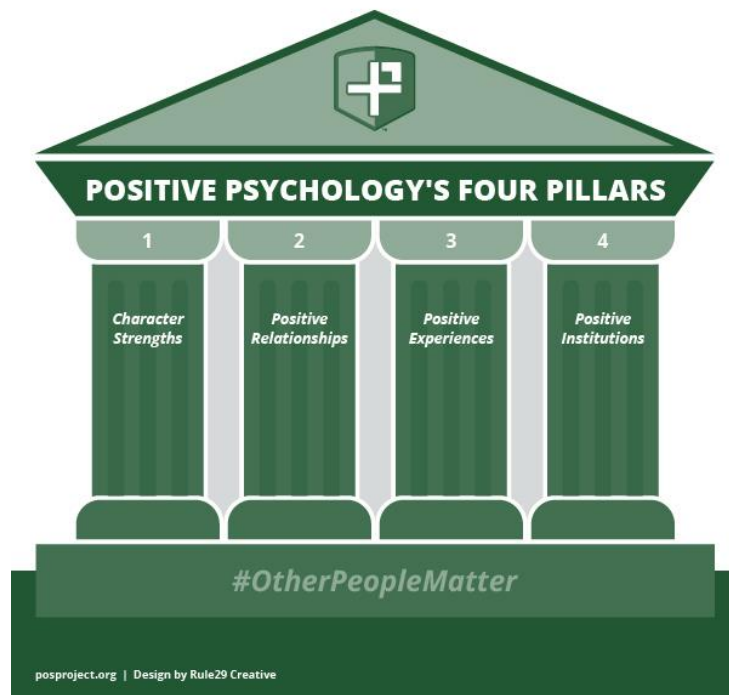 POSITIVE PSYCHOLOGY'S FOUR PILLARS
1
2
3
4
Character
Strengths
Positive
Relationships
Positive
Experiences
Positive
Institutions
#OtherPeopleMatter
posproject.org | Design by Rule29 Creative